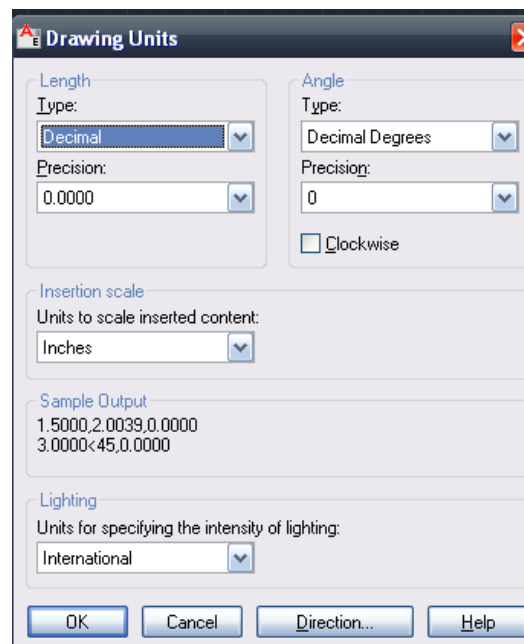 Drawing Units
Length
Type:
Decimal
Precision:
0.0000
Angle
Type:
Decimal Degrees
Precision:
0
Clockwise
Insertion scale
Units to scale inserted content:
Inches
Sample Output
1.5000,2.0039,0.0000
3.0000<45,0.0000
Lighting
Units for specifying the intensity of lighting:
International
OK
Cancel
Direction...
Help